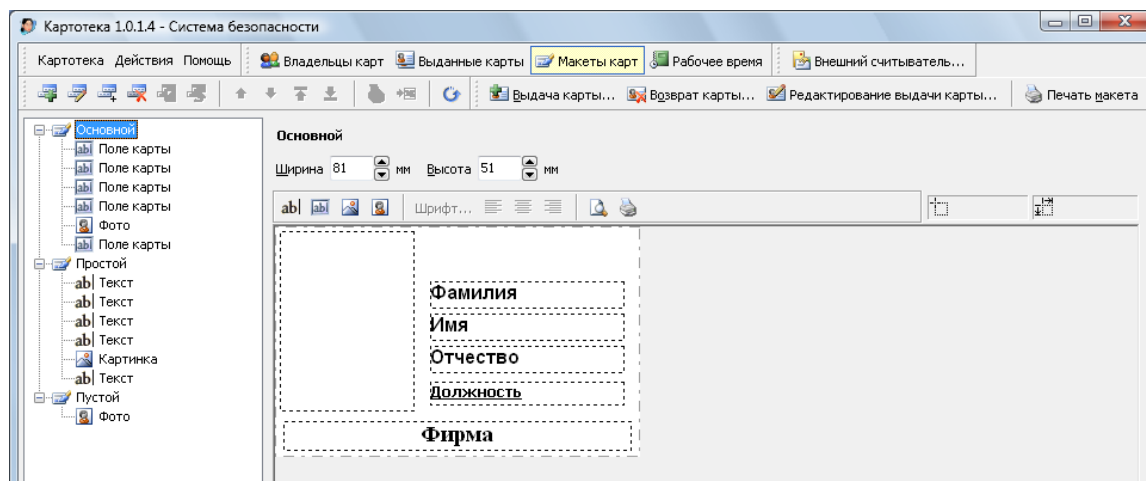 Картотека 1.0.1.4 - Система безопасности
Картотека Действия Помощь Владельцы карт Выданные карты Макеты карт Рабочее время Внешний считыватель...
Выдача карты... Возврат карты... Редактирование выдачи карты... Печать макета
Основной
Поле карты
Поле карты
Поле карты
Поле карты
Фото
Поле карты
Простой
Текст
Текст
Текст
Текст
Картинка
Текст
Пустой
Фото
Основной
Ширина 81 мм Высота 51 мм
Шрифт...
Фамилия
Имя
Отчество
Должность
Фирма